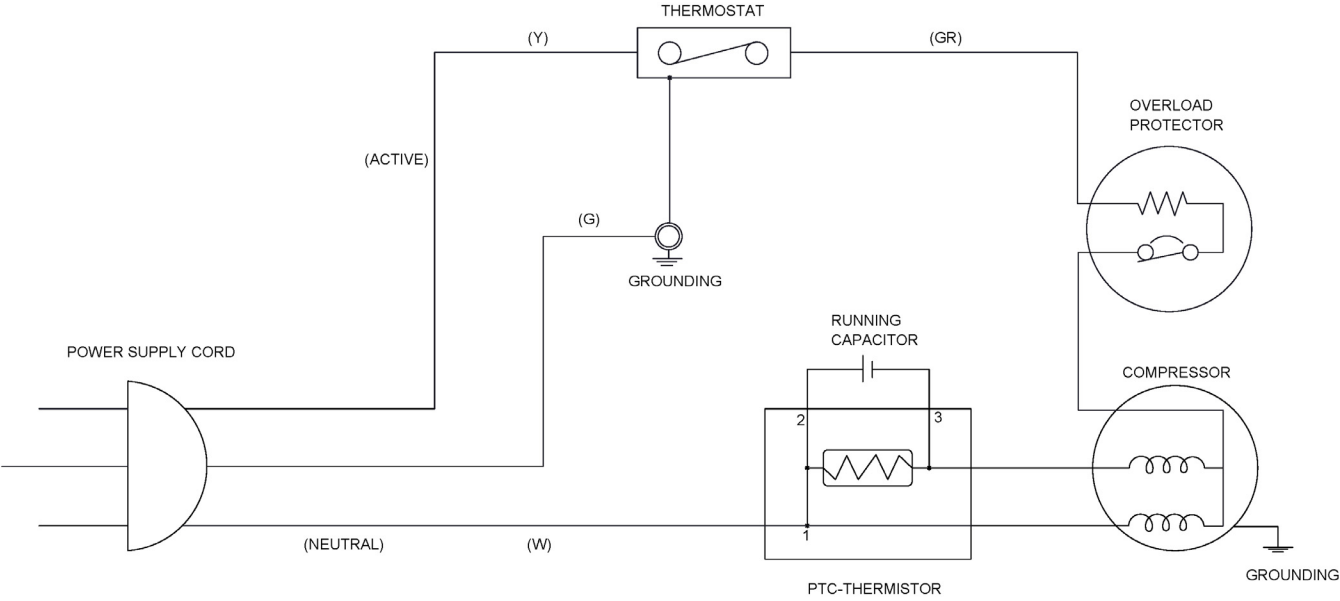 THERMOSTAT
(Y)
(GR)
OVERLOAD
PROTECTOR
(ACTIVE)
(G)
GROUNDING
RUNNING
CAPACITOR
POWER SUPPLY CORD
COMPRESSOR
2
3
1
(NEUTRAL)
(W)
GROUNDING
PTC-THERMISTOR